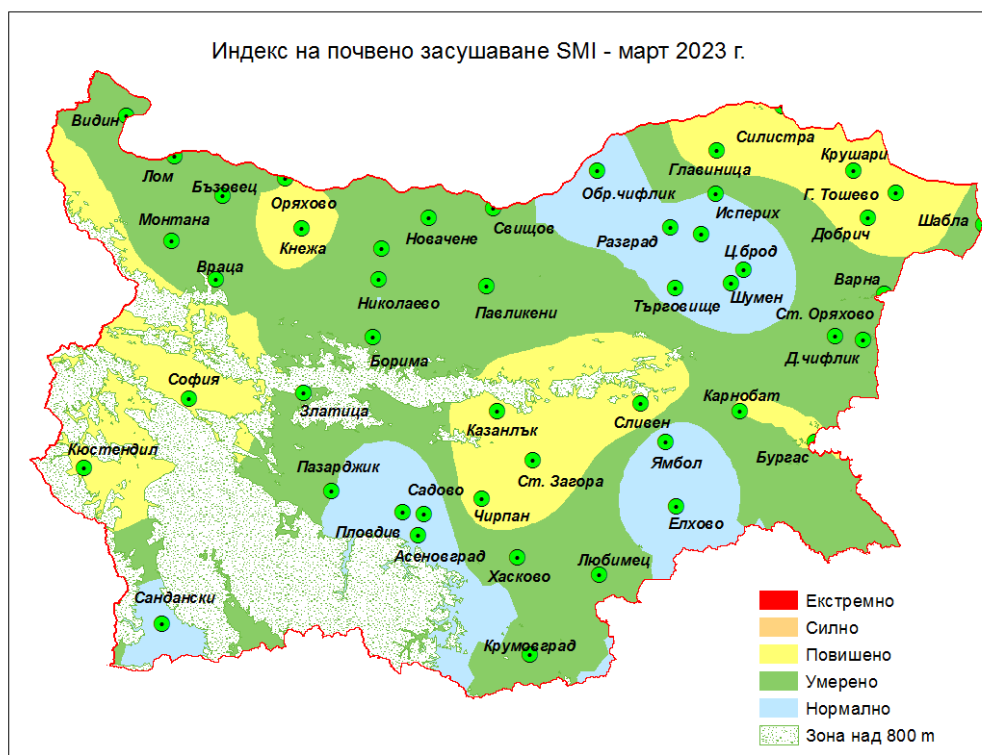 Индекс на почвено засушаване SMI - март 2023 г.
Видин
Силистра
Лом
Обр.чифлик
Главиница
Крушари
Бъзовец
Оряхово
Г. Тошево
Монтана
Кнежа
Новачене
Свищов
Исперих
Разград
Добрич
Шабла
Враца
Ц.брод
Варна
Николаево
Павликени
Търговище
Шумен
Ст. Оряхово
Борима
Д.чифлик
София
Златица
Казанлък
Сливен
Карнобат
Кюстендил
Пазарджик
Ямбол
Бургас
Садово
Ст. Загора
Чирпан
Елхово
Пловдив
Асеновград
Хасково
Любимец
Сандански
Крумовград
Екстремно
Силно
Повишено
Умерено
Нормално
Зона над 800 m